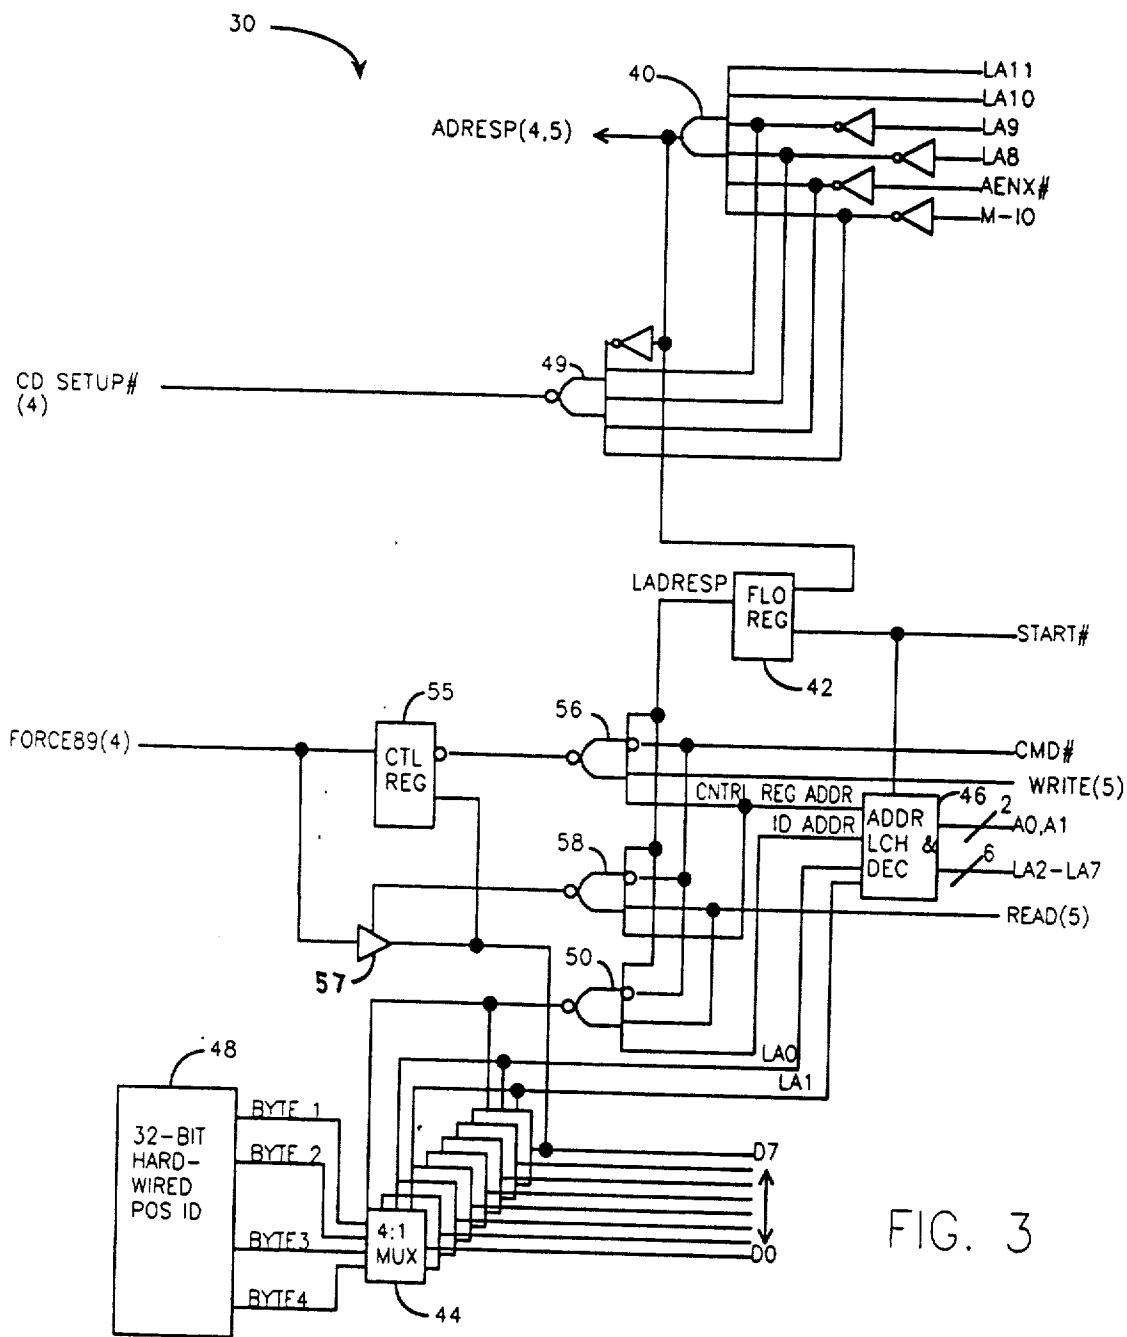 30
40
LA11
LA10
LA9
LA8
AENX#
M-IO
ADRESP(4,5)
49
CD SETUP#
(4)
LADRESP
FLO
REG
START#
42
55
56
FORCE89(4)
CTL
REG
CMD#
WRITE(5)
CNTRL REG ADDR
46
ID ADDR
ADDR
LCH &
DEC
2
A0,A1
6
LA2-LA7
58
READ(5)
57
50
LA0
LA1
48
32-BIT
HARD-
WIRED
POS ID
BYTE 1
BYTE 2
BYTE3
BYTE4
4:1
MUX
44
D7
D0
FIG. 3